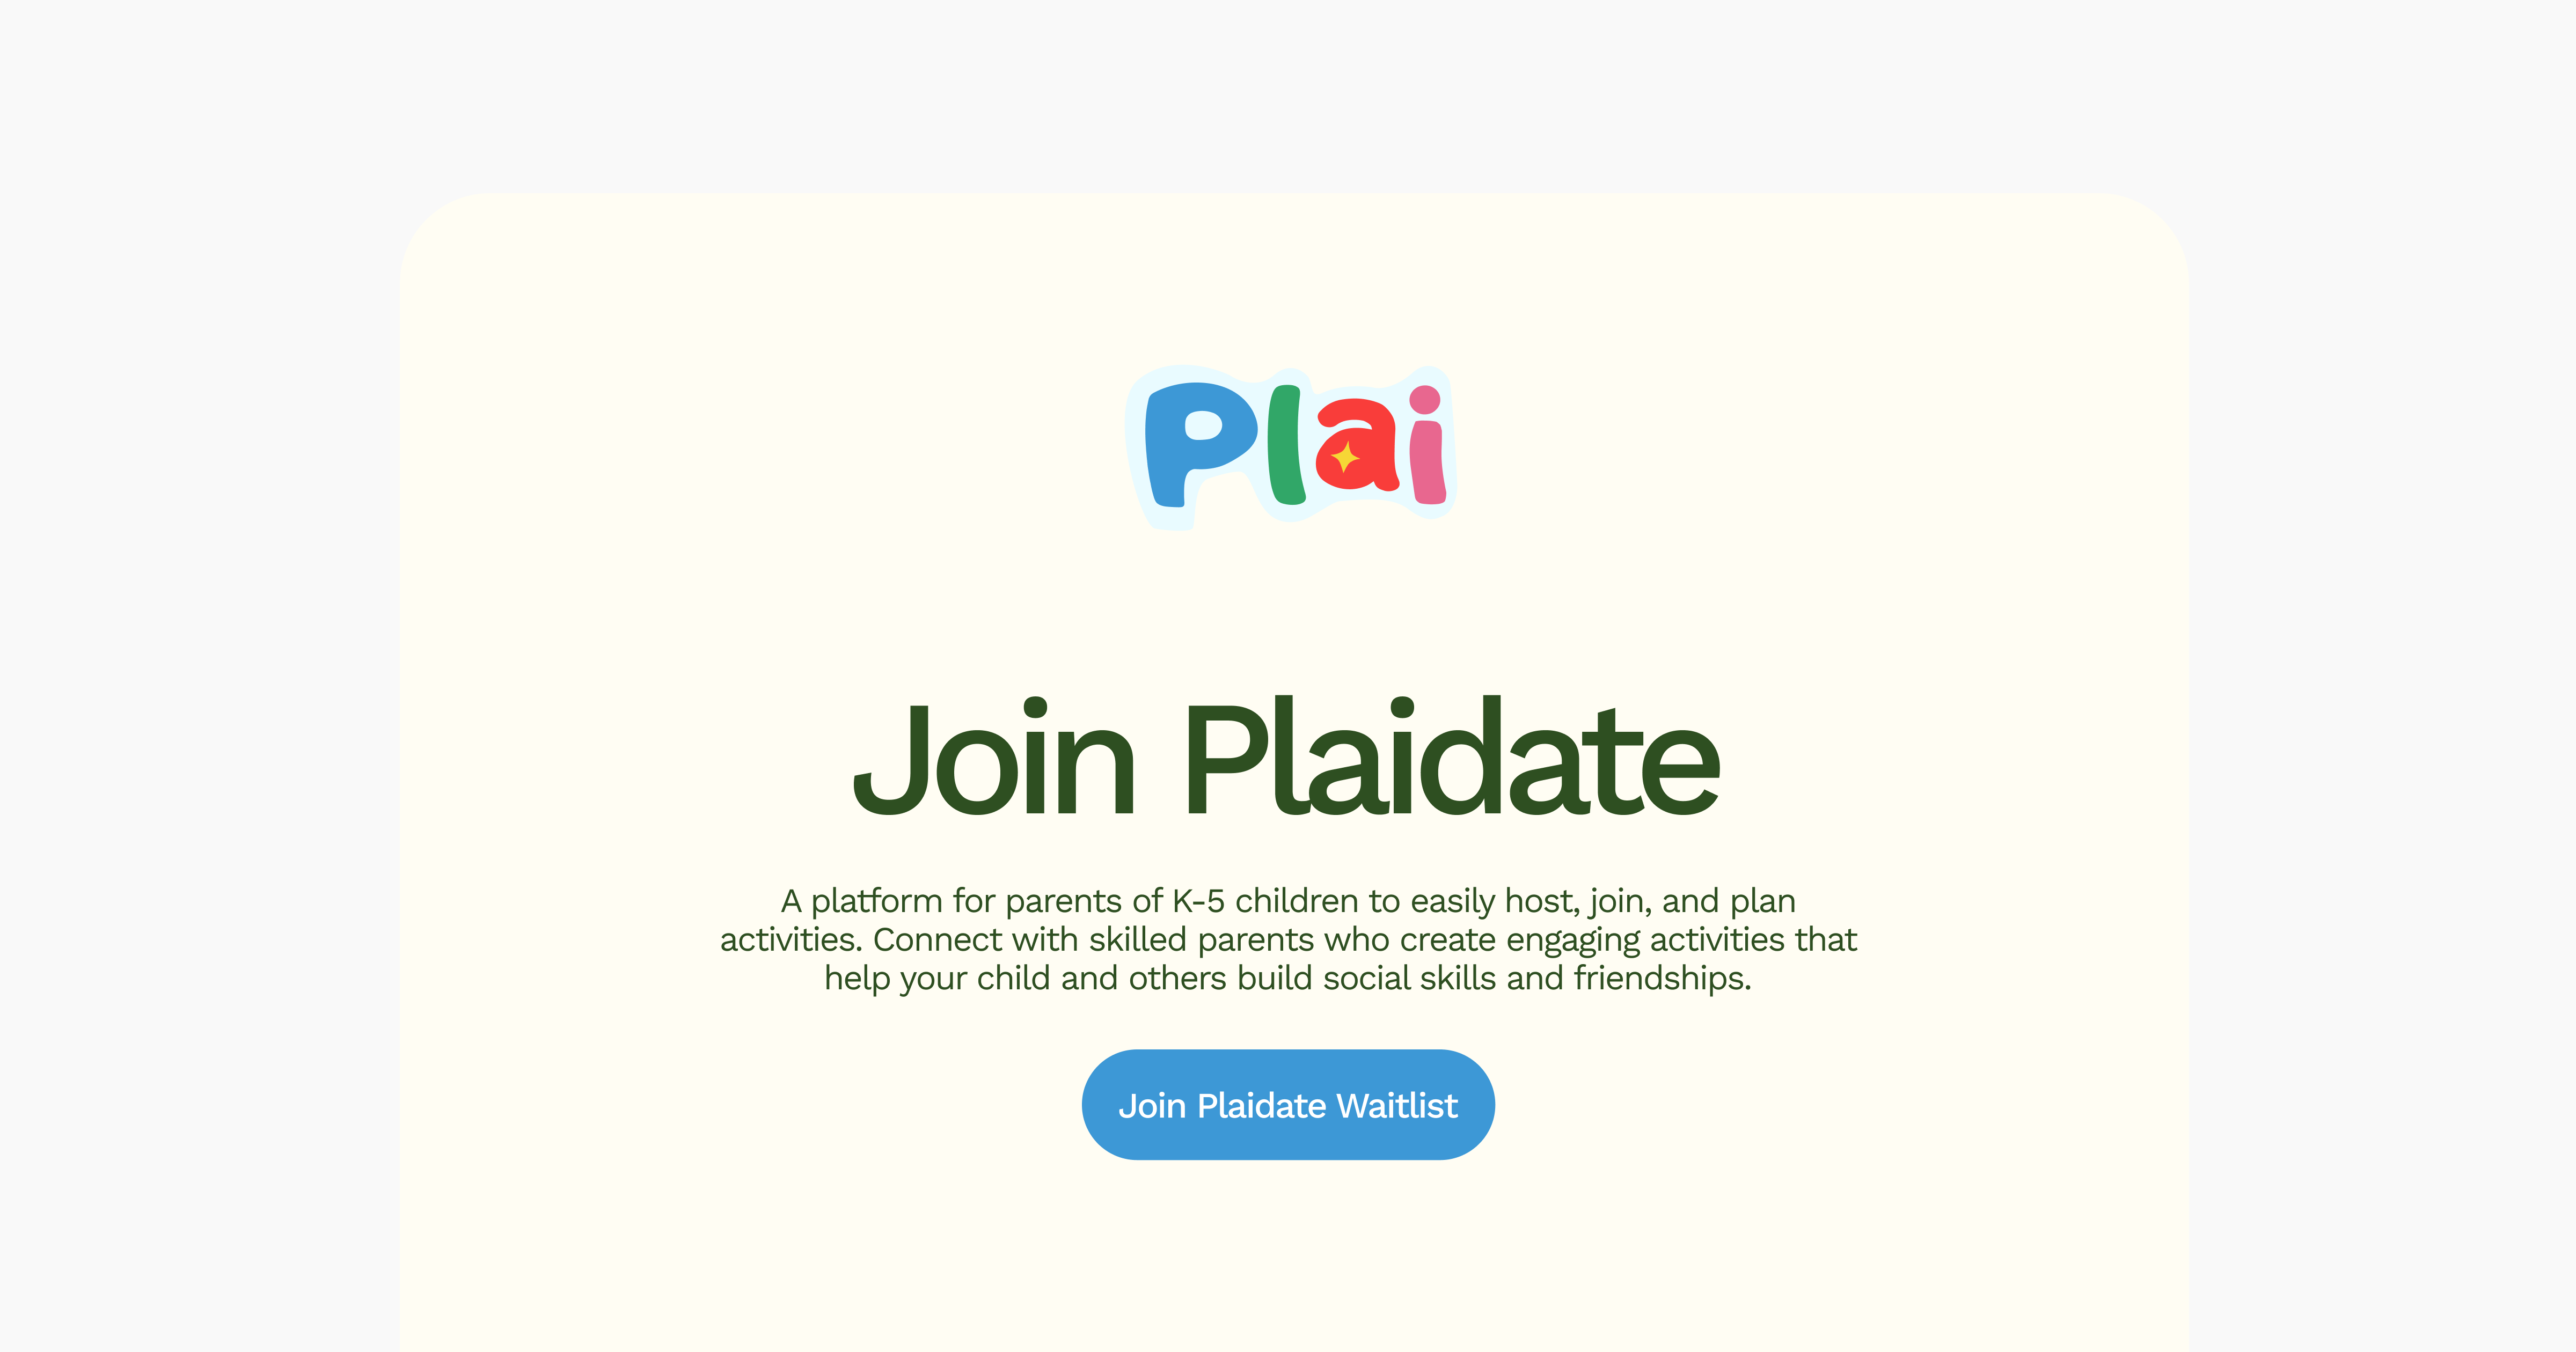 Plai
Join Plaidate
A platform for parents of K-5 children to easily host, join, and plan
activities. Connect with skilled parents who create engaging activities that
help your child and others build social skills and friendships.
Join Plaidate Waitlist